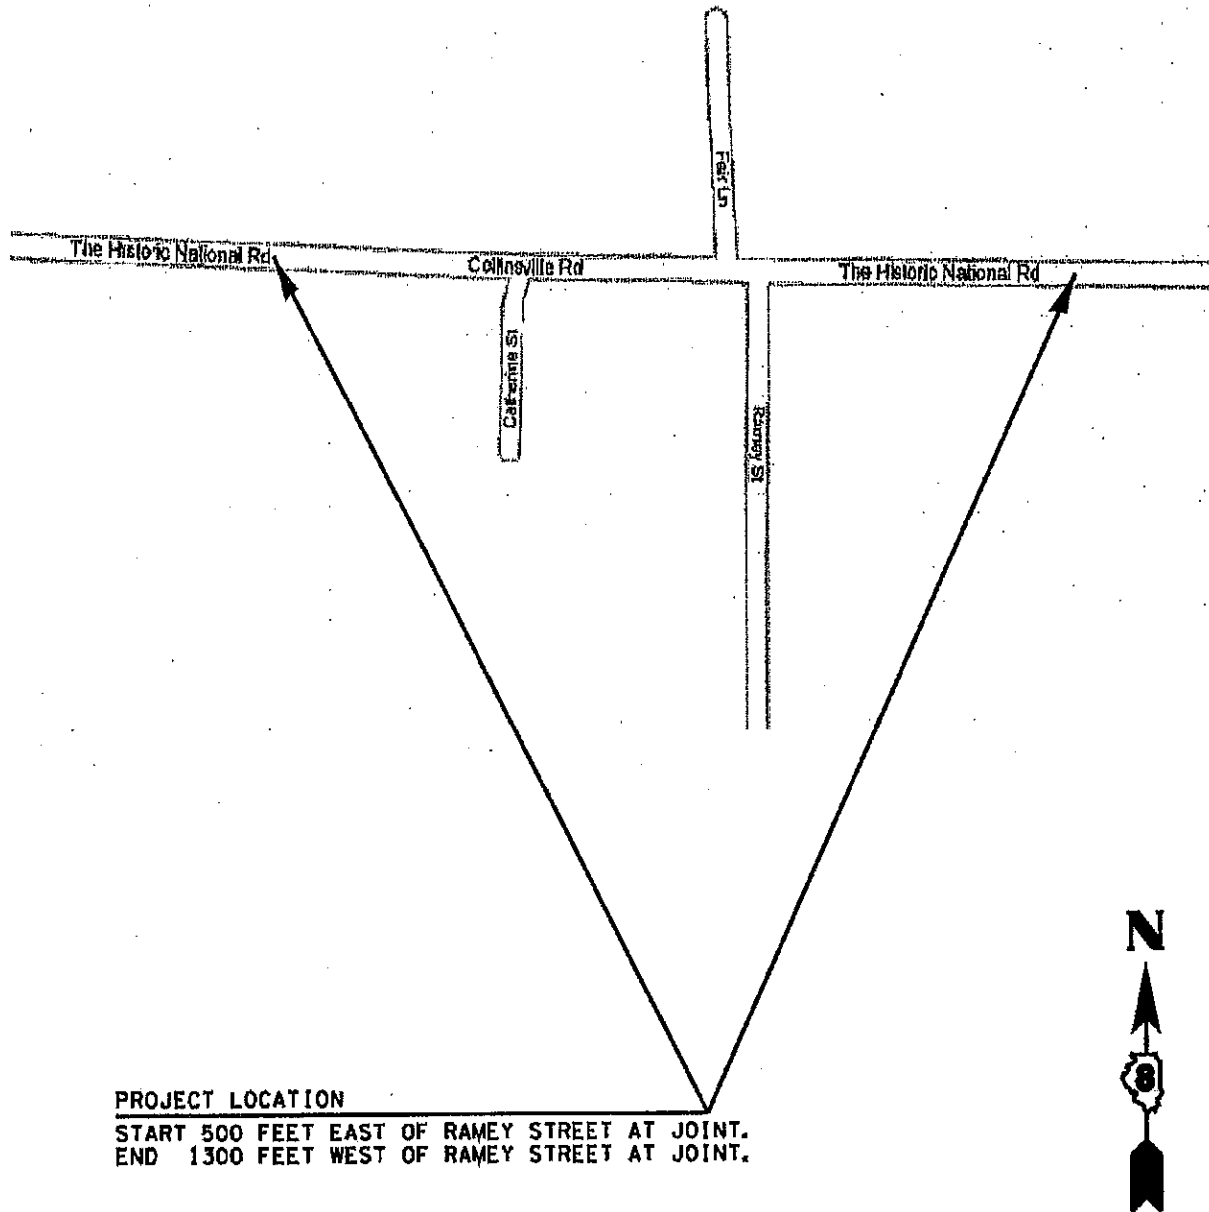 Fair Ln
The Historic National Rd
Collinsville Rd
The Historic National Rd
Catherine St
Ramey St
N
8
PROJECT LOCATION
START 500 FEET EAST OF RAMEY STREET AT JOINT.
END 1300 FEET WEST OF RAMEY STREET AT JOINT.